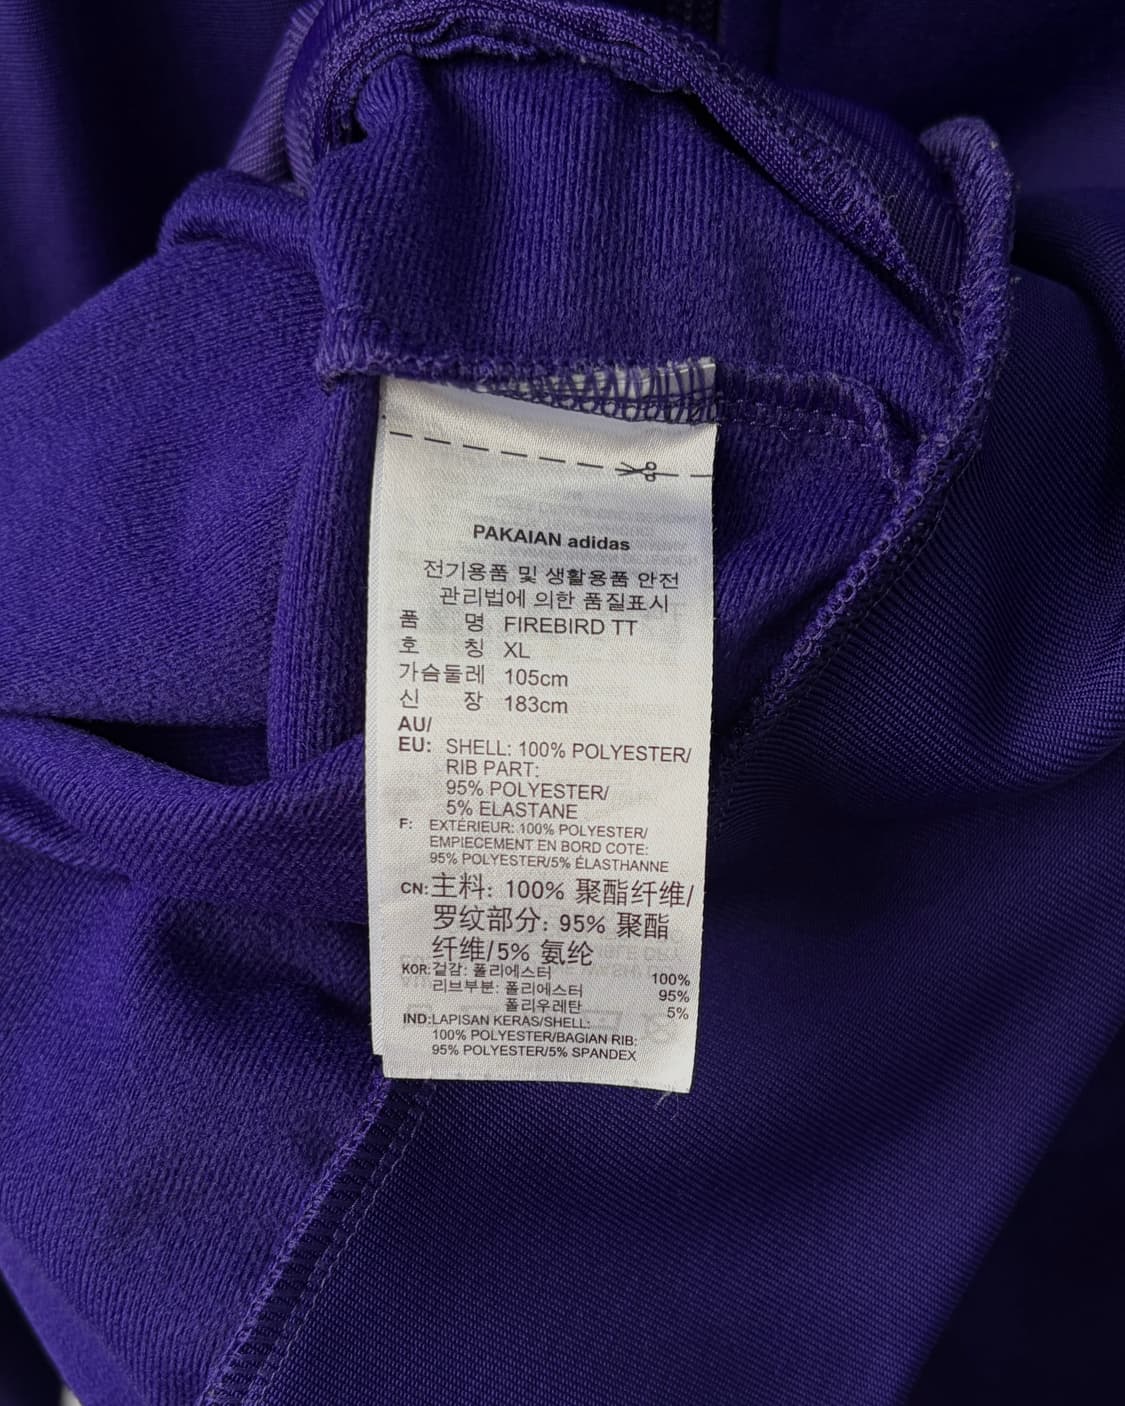 PAKAIAN adidas
전기용품 및 생활용품 안전
관리법에 의한 품질표시
품 명 FIREBIRD TT
호 칭 XL
가슴둘레 105cm
신 장 183cm
AU/
EU: SHELL: 100% POLYESTER/
RIB PART:
95% POLYESTER/
5% ELASTANE
F: EXTÉRIEUR: 100% POLYESTER/
EMPIECEMENT EN BORD COTE:
95% POLYESTER/5% ÉLASTHANNE
CN: 主料: 100% 聚酯纤维/
罗纹部分: 95% 聚酯
纤维/5% 氨纶
KOR: 겉감: 폴리에스터 100%
리브부분: 폴리에스터 95%
폴리우레탄 5%
IND: LAPISAN KERAS/SHELL:
100% POLYESTER/BAGIAN RIB:
95% POLYESTER/5% SPANDEX